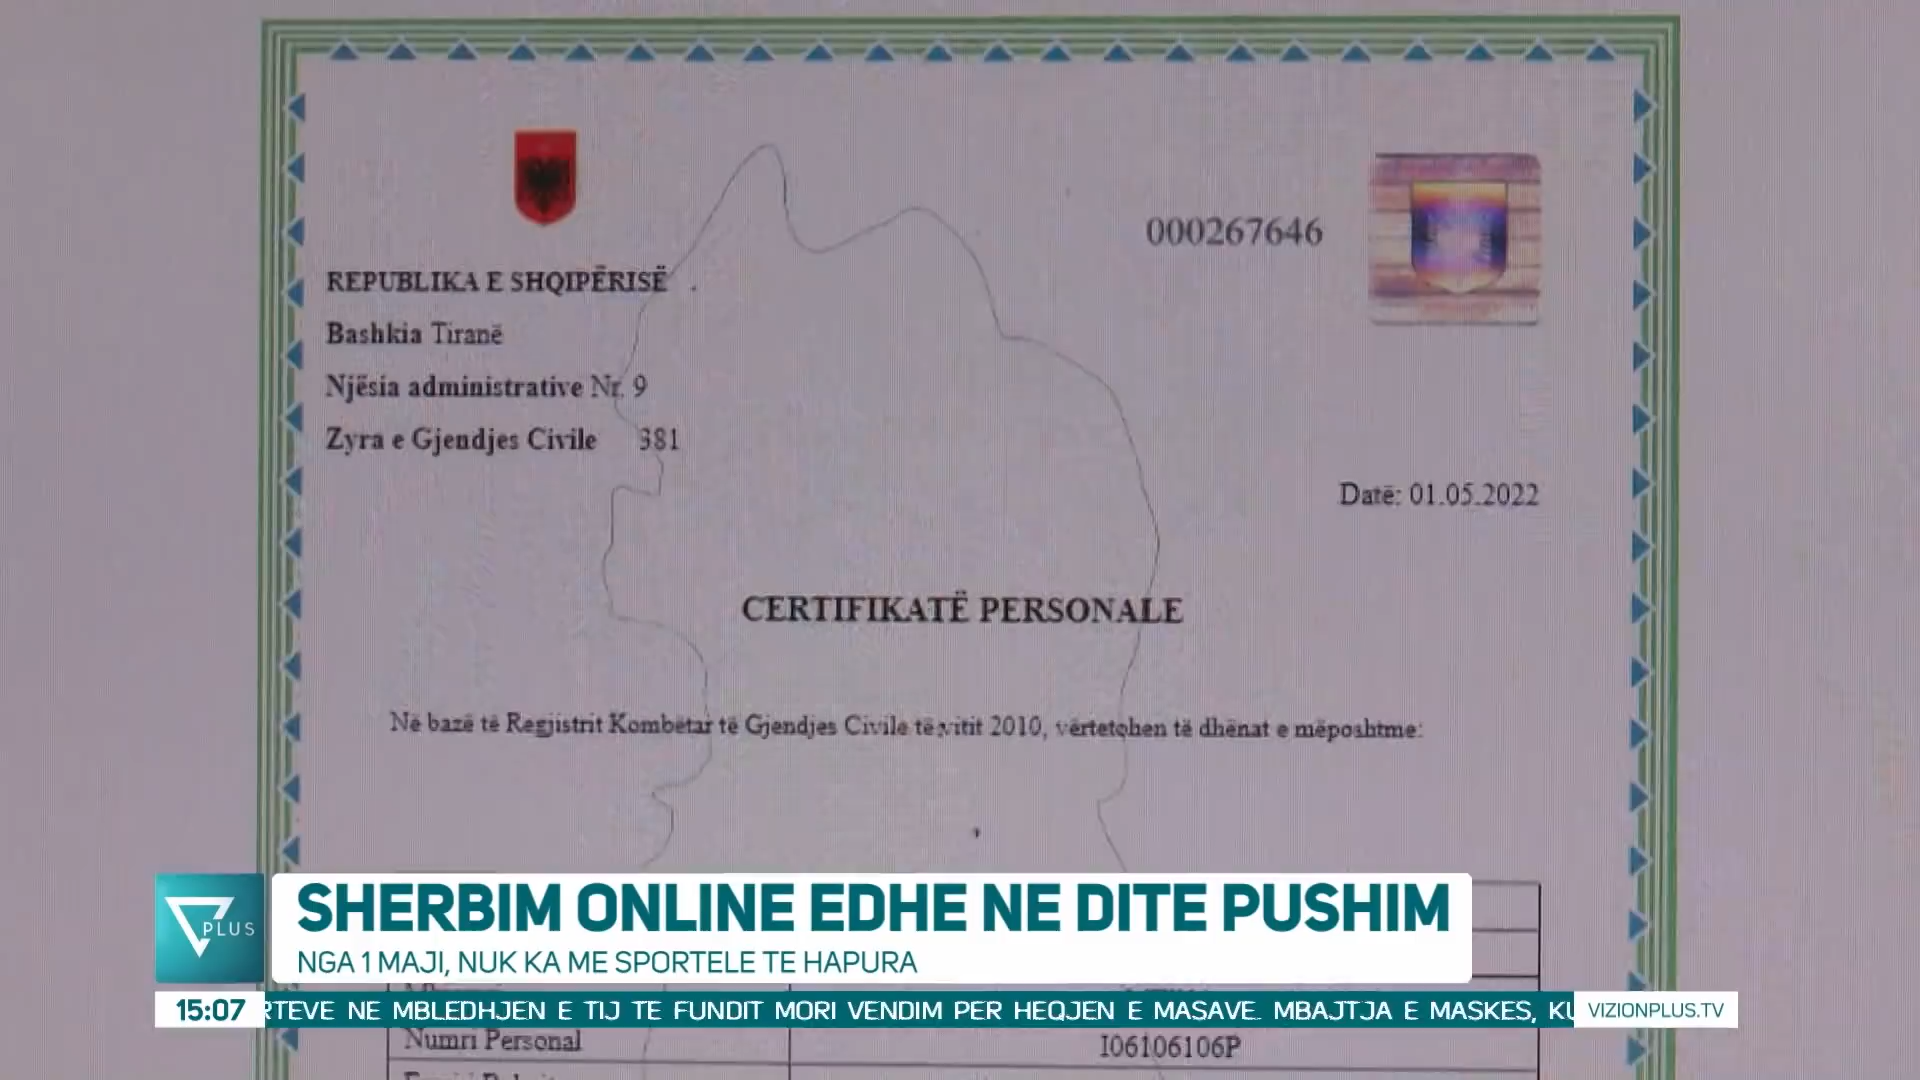 000267646
REPUBLIKA E SHQIPËRISË
Bashkia Tiranë
Njësia administrative Nr. 9
Zyra e Gjendjes Civile 381
Datë: 01.05.2022
CERTIFIKATË PERSONALE
Në bazë të Regjistrit Kombëtar të Gjendjes Civile të vitit 2010, vërtetohen të dhënat e mëposhtme:
PLUS
SHERBIM ONLINE EDHE NE DITE PUSHIM
NGA 1 MAJI, NUK KA ME SPORTELE TE HAPURA
15:07 RTEVE NE MBLEDHJEN E TIJ TE FUNDIT MORI VENDIM PER HEQJEN E MASAVE. MBAJTJA E MASKES, KU VIZIONPLUS.TV
Numri Personal I06106106P